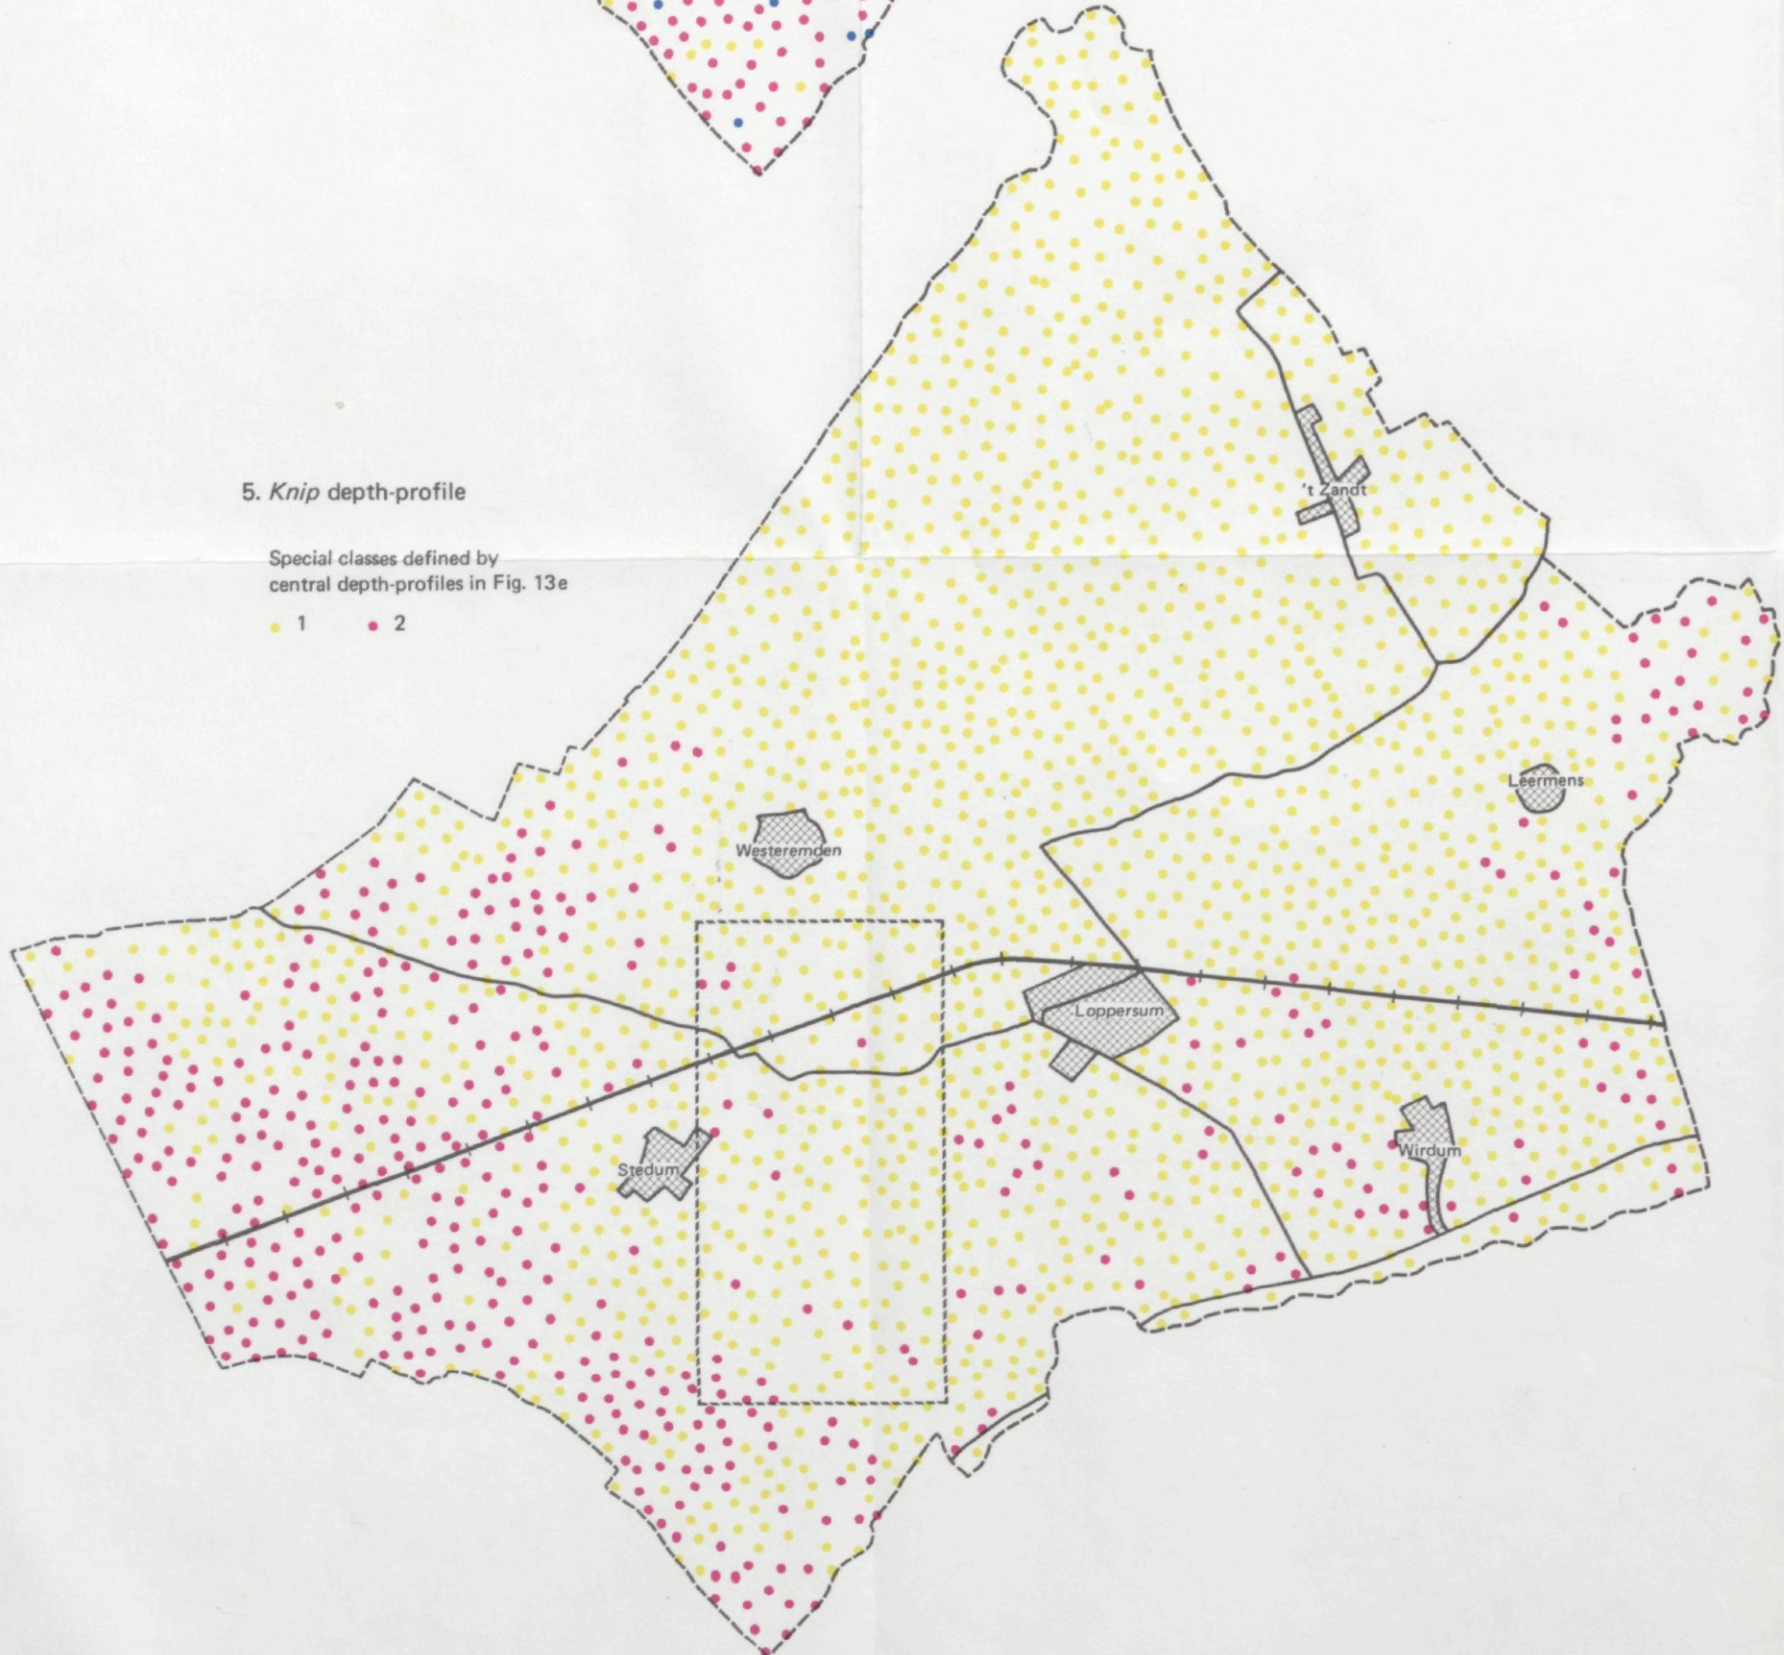 5. Knip depth-profile
Special classes defined by
central depth-profiles in Fig. 13e
1 2
't Zandt
Leermens
Westeremden
Loppersum
Wirdum
Stedum